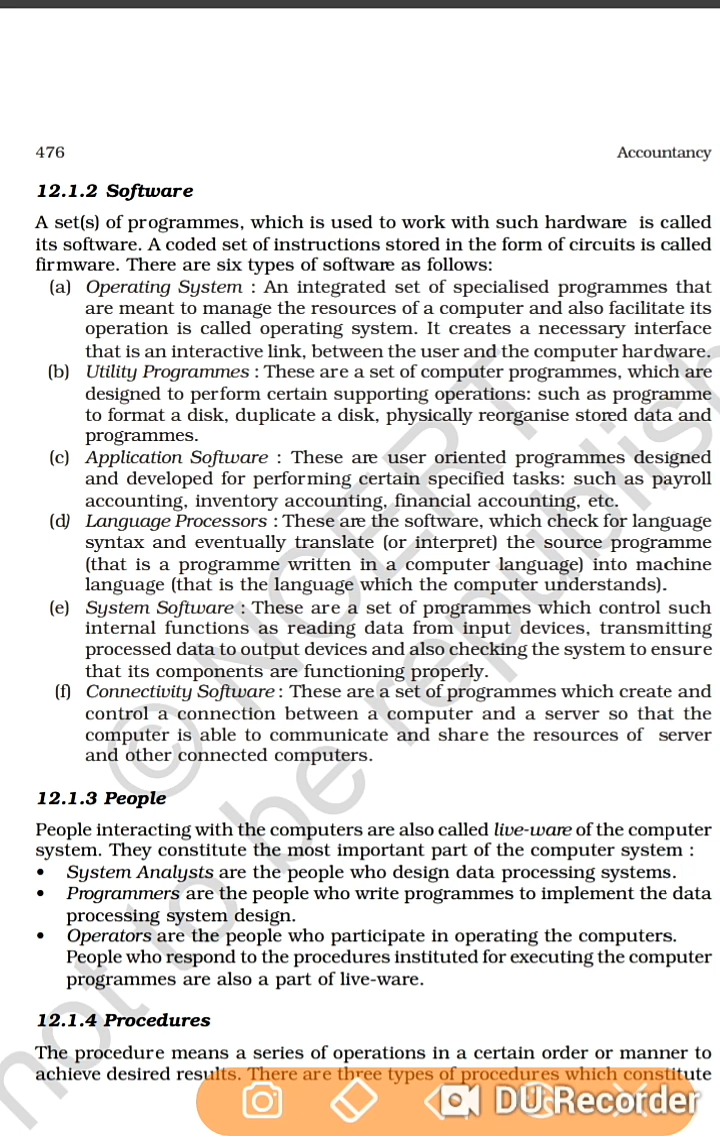 476 Accountancy
12.1.2 Software
A set(s) of programmes, which is used to work with such hardware is called
its software. A coded set of instructions stored in the form of circuits is called
firmware. There are six types of software as follows:
(a) Operating System : An integrated set of specialised programmes that
are meant to manage the resources of a computer and also facilitate its
operation is called operating system. It creates a necessary interface
that is an interactive link, between the user and the computer hardware.
(b) Utility Programmes : These are a set of computer programmes, which are
designed to perform certain supporting operations: such as programme
to format a disk, duplicate a disk, physically reorganise stored data and
programmes.
(c) Application Software : These are user oriented programmes designed
and developed for performing certain specified tasks: such as payroll
accounting, inventory accounting, financial accounting, etc.
(d) Language Processors : These are the software, which check for language
syntax and eventually translate (or interpret) the source programme
(that is a programme written in a computer language) into machine
language (that is the language which the computer understands).
(e) System Software : These are a set of programmes which control such
internal functions as reading data from input devices, transmitting
processed data to output devices and also checking the system to ensure
that its components are functioning properly.
(f) Connectivity Software : These are a set of programmes which create and
control a connection between a computer and a server so that the
computer is able to communicate and share the resources of server
and other connected computers.
12.1.3 People
People interacting with the computers are also called live-ware of the computer
system. They constitute the most important part of the computer system :
• System Analysts are the people who design data processing systems.
• Programmers are the people who write programmes to implement the data
processing system design.
• Operators are the people who participate in operating the computers.
People who respond to the procedures instituted for executing the computer
programmes are also a part of live-ware.
12.1.4 Procedures
The procedure means a series of operations in a certain order or manner to
achieve desired results. There are three types of procedures which constitute
DU Recorder
© NCERT
not to be republish